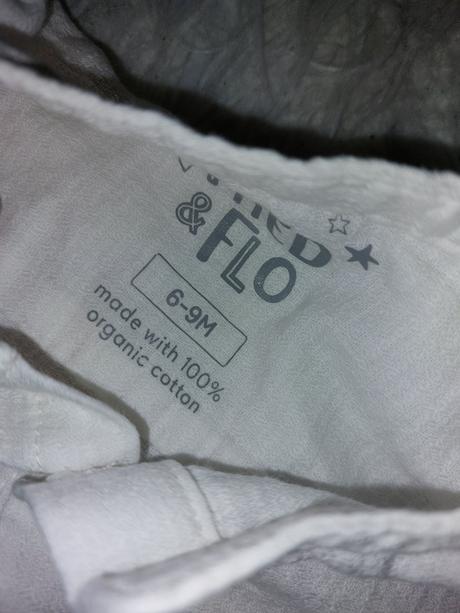 & FLO
6-9M
made with 100%
organic cotton